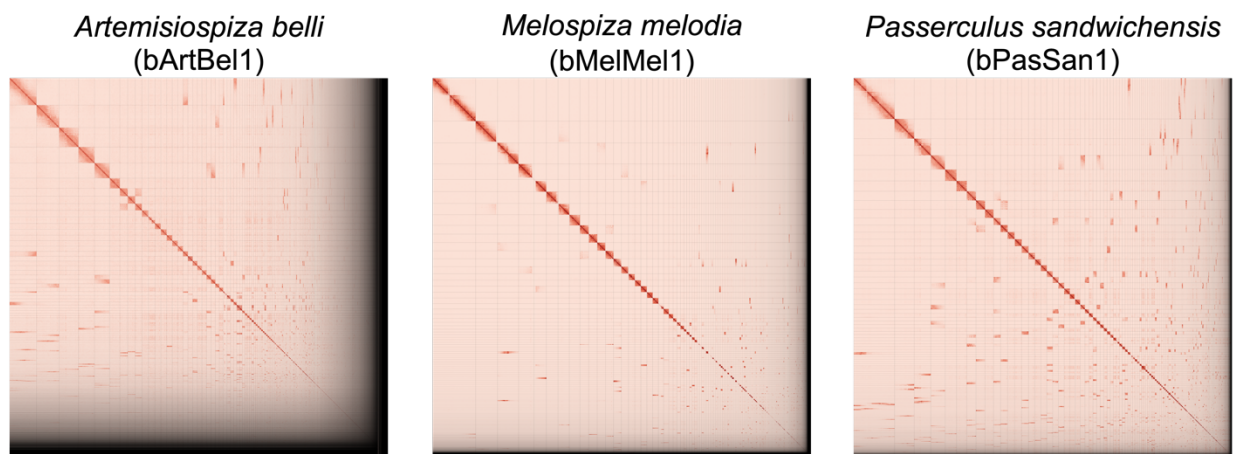 Artemisiospiza belli
(bArtBel1)
Melospiza melodia
(bMelMel1)
Passerculus sandwichensis
(bPasSan1)